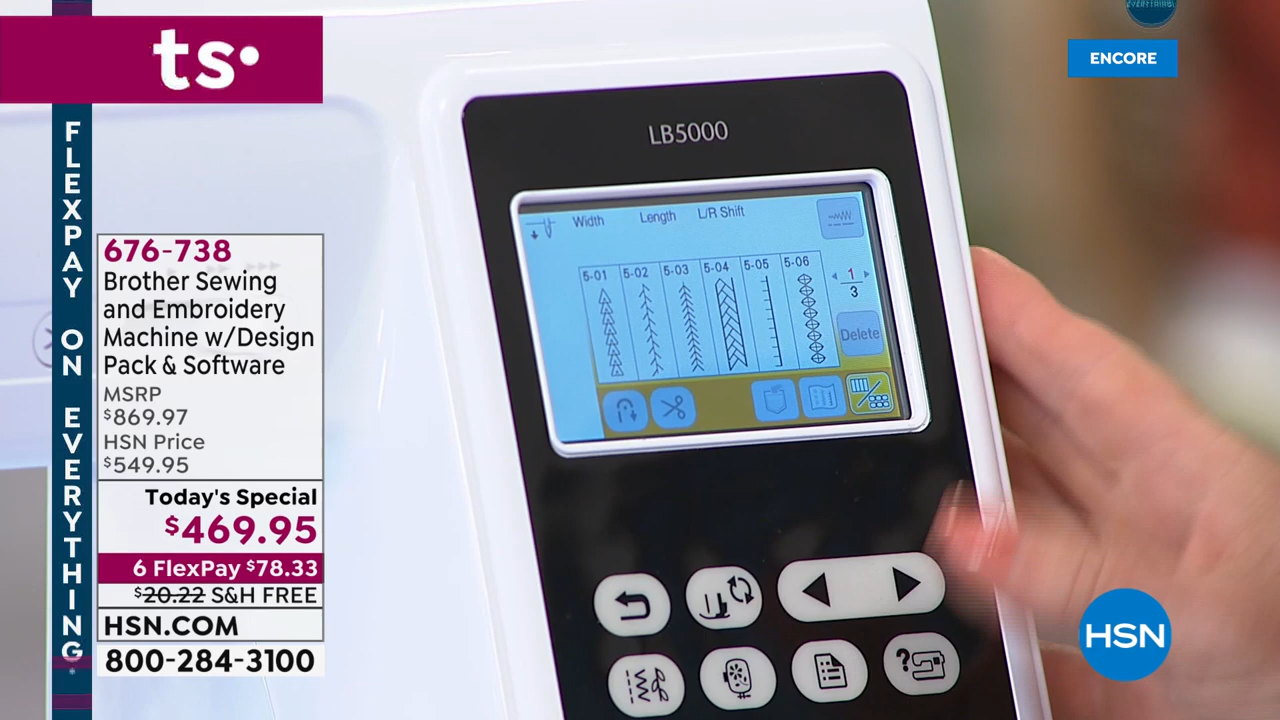 ts.
EVERYTHING!
ENCORE
FLEXPAY ON EVERYTHING*
676-738
Brother Sewing
and Embroidery
Machine w/Design
Pack & Software
MSRP
$869.97
HSN Price
$549.95
Today's Special
$469.95
6 FlexPay $78.33
$20.22 S&H FREE
HSN.COM
800-284-3100
LB5000
Width Length L/R Shift
5-01 5-02 5-03 5-04 5-05 5-06
1
3
Delete
?
HSN